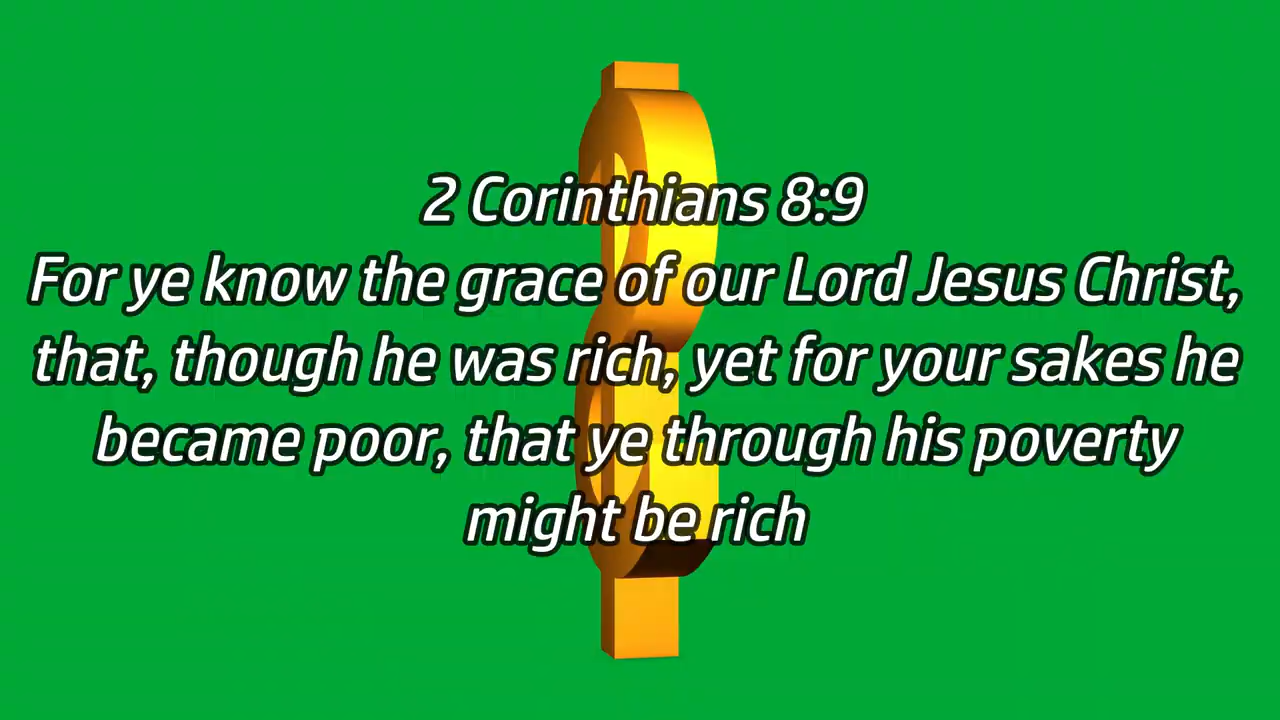 2 Corinthians 8:9
For ye know the grace of our Lord Jesus Christ,
that, though he was rich, yet for your sakes he
became poor, that ye through his poverty
might be rich